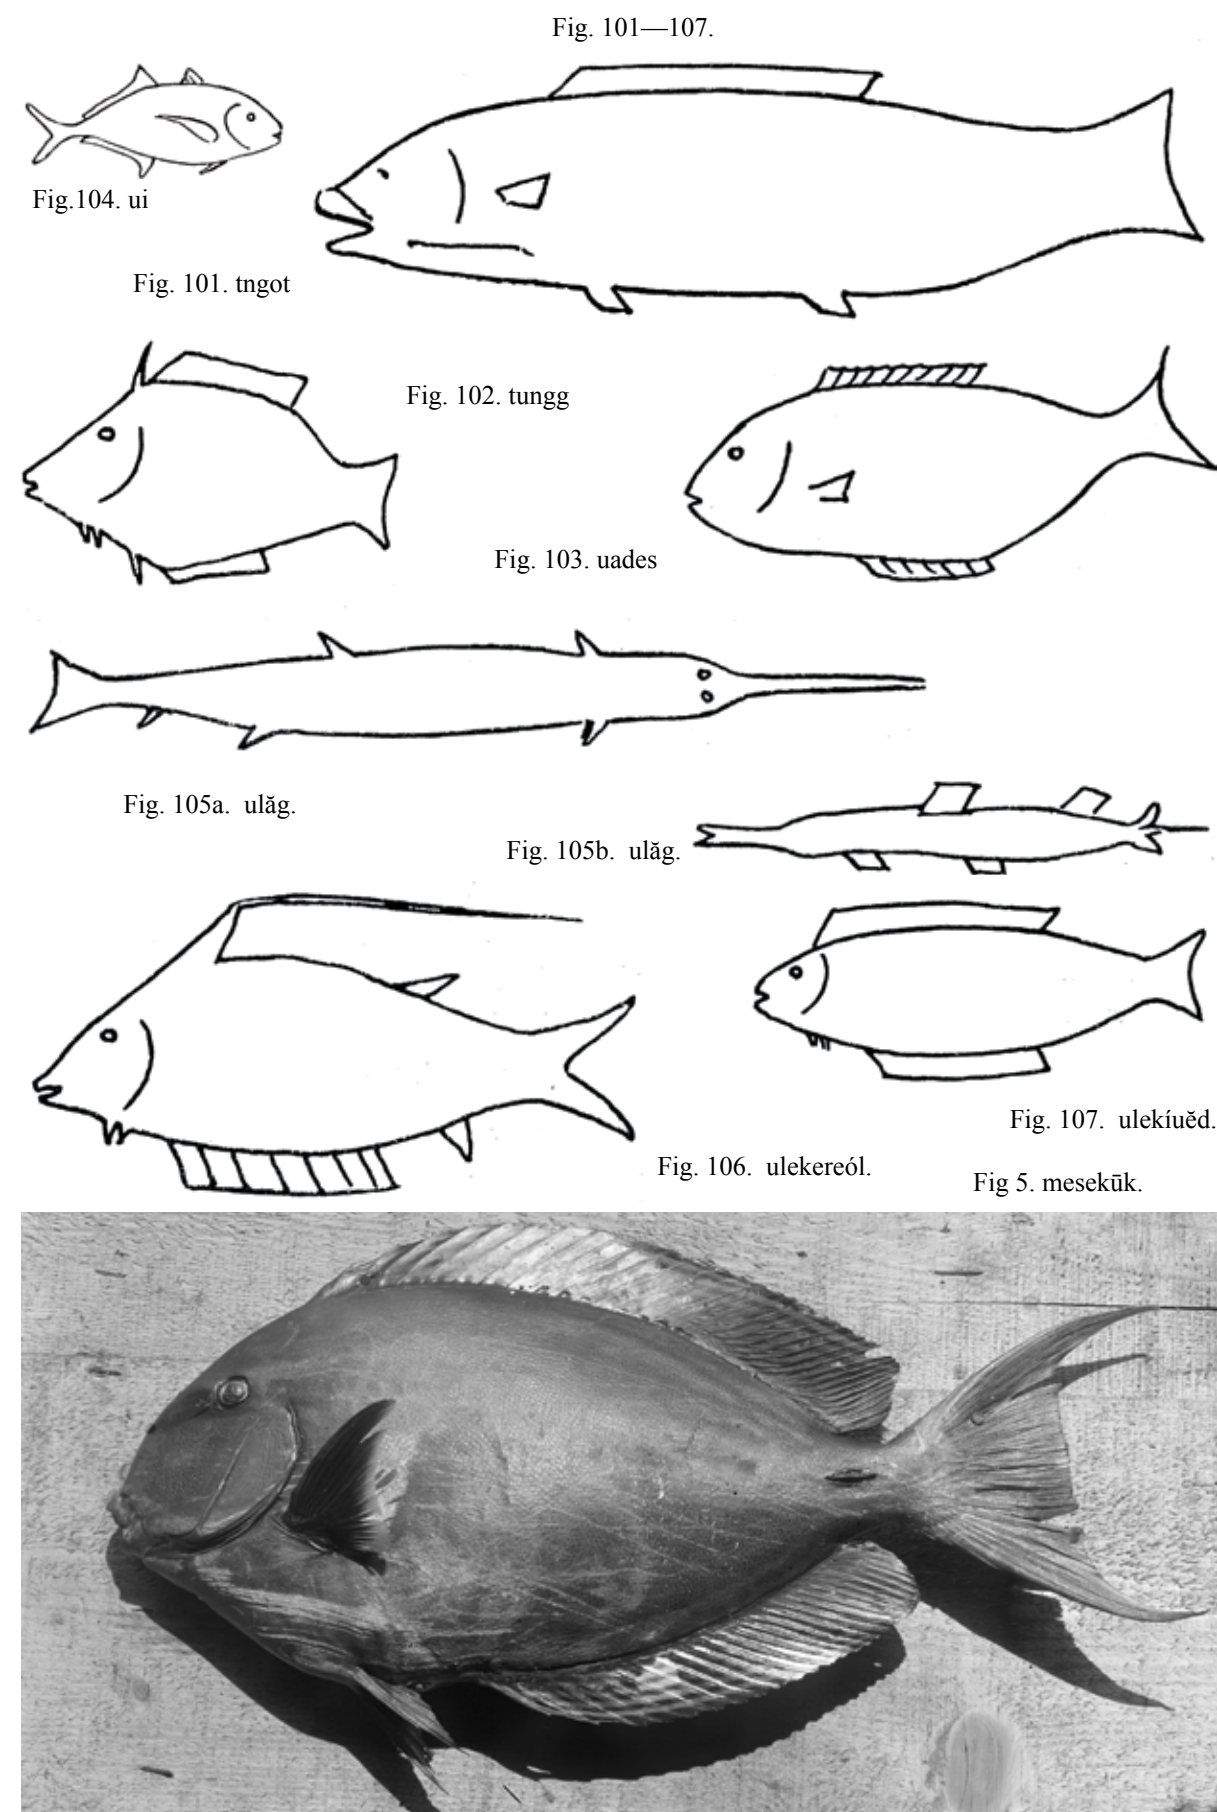 Fig. 101—107.
Fig.104. ui
Fig. 101. tngot
Fig. 102. tungg
Fig. 103. uades
Fig. 105a. ulăg.
Fig. 105b. ulăg.
Fig. 107. ulekíuĕd.
Fig. 106. ulekereól.
Fig 5. mesekūk.